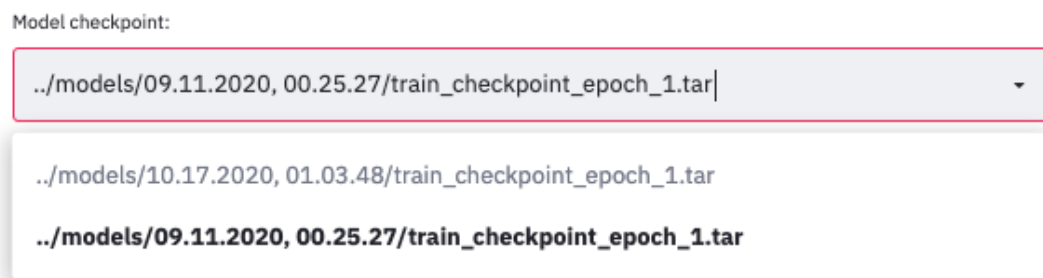 Model checkpoint:
../models/09.11.2020, 00.25.27/train_checkpoint_epoch_1.tar
../models/10.17.2020, 01.03.48/train_checkpoint_epoch_1.tar
../models/09.11.2020, 00.25.27/train_checkpoint_epoch_1.tar